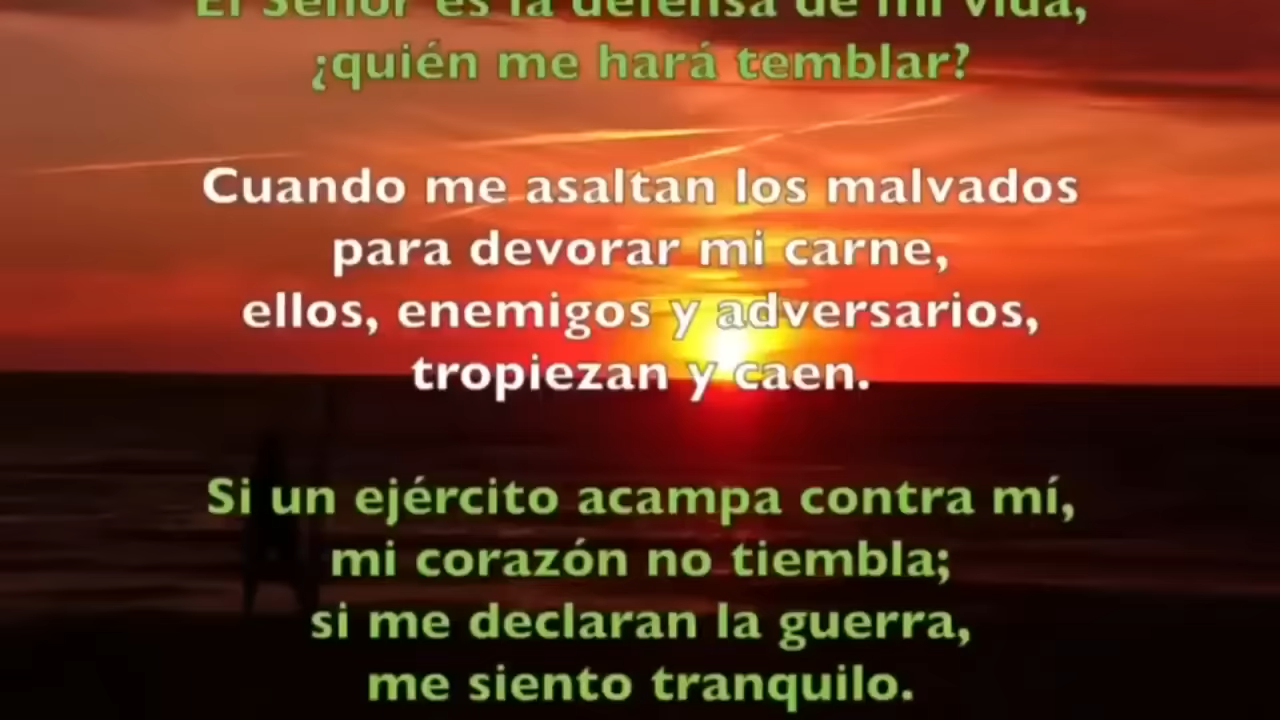 El Señor es la defensa de mi vida,
¿quién me hará temblar?
Cuando me asaltan los malvados
para devorar mi carne,
ellos, enemigos y adversarios,
tropiezan y caen.
Si un ejército acampa contra mí,
mi corazón no tiembla;
si me declaran la guerra,
me siento tranquilo.